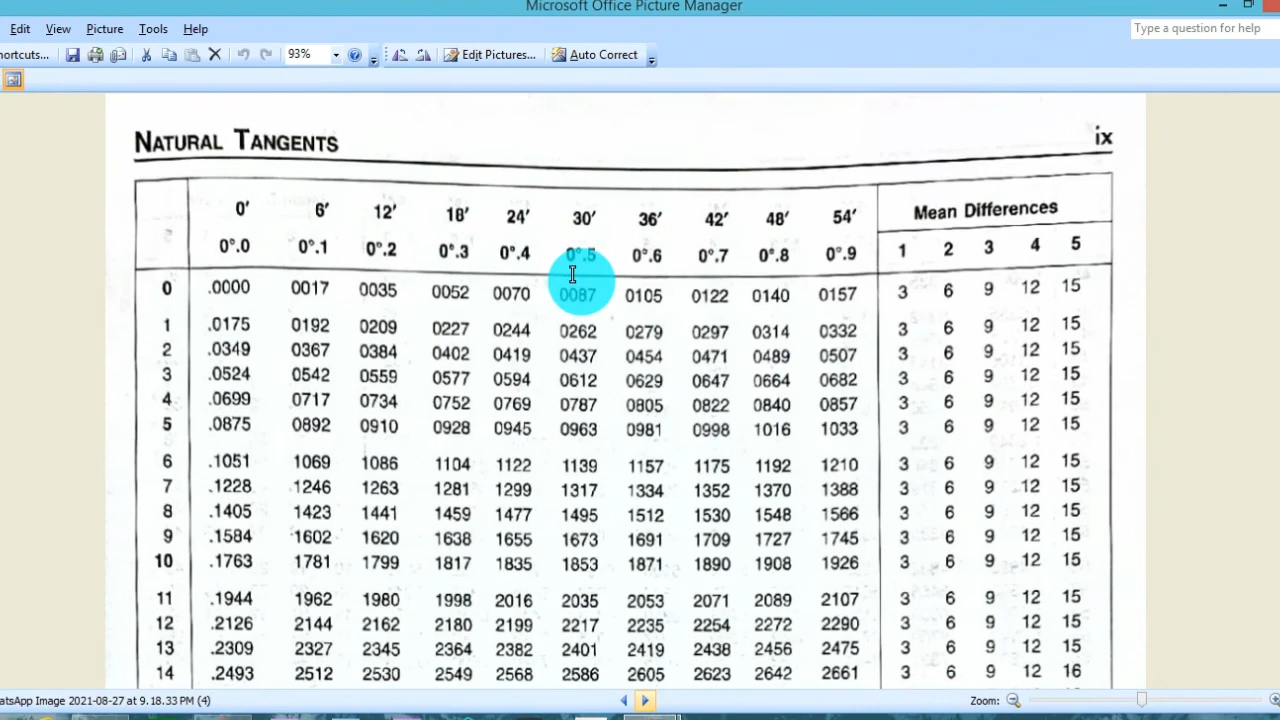 Microsoft Office Picture Manager
Edit View Picture Tools Help
Type a question for help
ortcuts... 93% Edit Pictures... Auto Correct
NATURAL TANGENTS ix
0′ 6′ 12′ 18′ 24′ 30′ 36′ 42′ 48′ 54′ Mean Differences
0°.0 0°.1 0°.2 0°.3 0°.4 0°.5 0°.6 0°.7 0°.8 0°.9 1 2 3 4 5
0 .0000 0017 0035 0052 0070 0087 0105 0122 0140 0157 3 6 9 12 15
1 .0175 0192 0209 0227 0244 0262 0279 0297 0314 0332 3 6 9 12 15
2 .0349 0367 0384 0402 0419 0437 0454 0471 0489 0507 3 6 9 12 15
3 .0524 0542 0559 0577 0594 0612 0629 0647 0664 0682 3 6 9 12 15
4 .0699 0717 0734 0752 0769 0787 0805 0822 0840 0857 3 6 9 12 15
5 .0875 0892 0910 0928 0945 0963 0981 0998 1016 1033 3 6 9 12 15
6 .1051 1069 1086 1104 1122 1139 1157 1175 1192 1210 3 6 9 12 15
7 .1228 1246 1263 1281 1299 1317 1334 1352 1370 1388 3 6 9 12 15
8 .1405 1423 1441 1459 1477 1495 1512 1530 1548 1566 3 6 9 12 15
9 .1584 1602 1620 1638 1655 1673 1691 1709 1727 1745 3 6 9 12 15
10 .1763 1781 1799 1817 1835 1853 1871 1890 1908 1926 3 6 9 12 15
11 .1944 1962 1980 1998 2016 2035 2053 2071 2089 2107 3 6 9 12 15
12 .2126 2144 2162 2180 2199 2217 2235 2254 2272 2290 3 6 9 12 15
13 .2309 2327 2345 2364 2382 2401 2419 2438 2456 2475 3 6 9 12 15
14 .2493 2512 2530 2549 2568 2586 2605 2623 2642 2661 3 6 9 12 16
atsApp Image 2021-08-27 at 9.18.33 PM (4) Zoom: